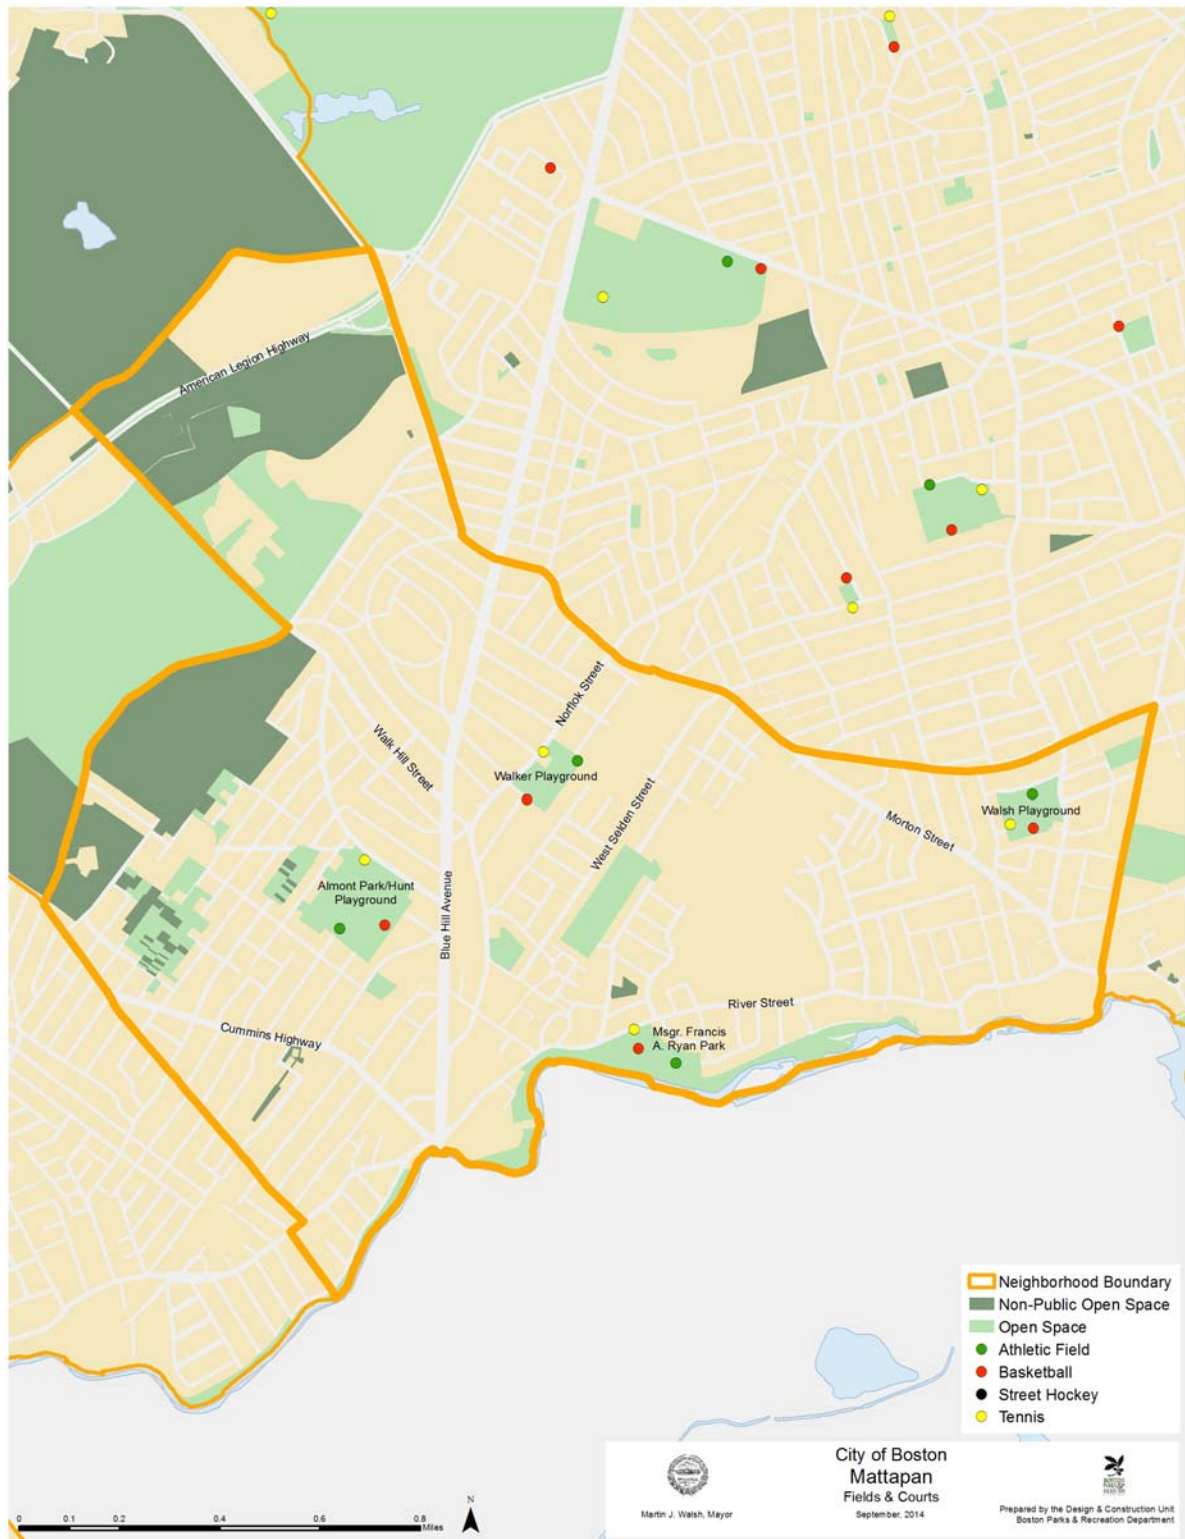 American Legion Highway
Norflok Street
Walk Hill Street
Walker Playground
West Selden Street
Walsh Playground
Morton Street
Almont Park/Hunt
Playground
Blue Hill Avenue
River Street
Cummins Highway
Msgr. Francis
A. Ryan Park
Neighborhood Boundary
Non-Public Open Space
Open Space
Athletic Field
Basketball
Street Hockey
Tennis
City of Boston
Mattapan
Fields & Courts
September, 2014
Martin J. Walsh, Mayor
Prepared by the Design & Construction Unit
Boston Parks & Recreation Department
N
0 0.1 0.2 0.4 0.6 0.8
Miles